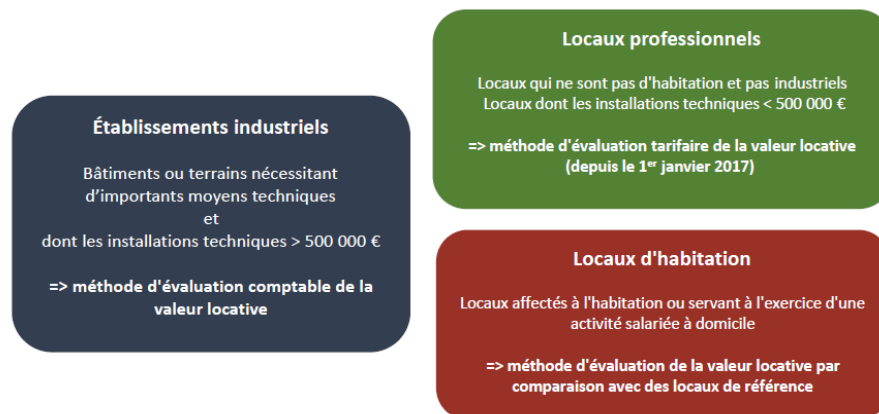 Établissements industriels
Bâtiments ou terrains nécessitant
d’importants moyens techniques
et
dont les installations techniques > 500 000 €
=> méthode d'évaluation comptable de la
valeur locative
Locaux professionnels
Locaux qui ne sont pas d'habitation et pas industriels
Locaux dont les installations techniques < 500 000 €
=> méthode d'évaluation tarifaire de la valeur locative
(depuis le 1er janvier 2017)
Locaux d'habitation
Locaux affectés à l'habitation ou servant à l'exercice d'une
activité salariée à domicile
=> méthode d'évaluation de la valeur locative par
comparaison avec des locaux de référence